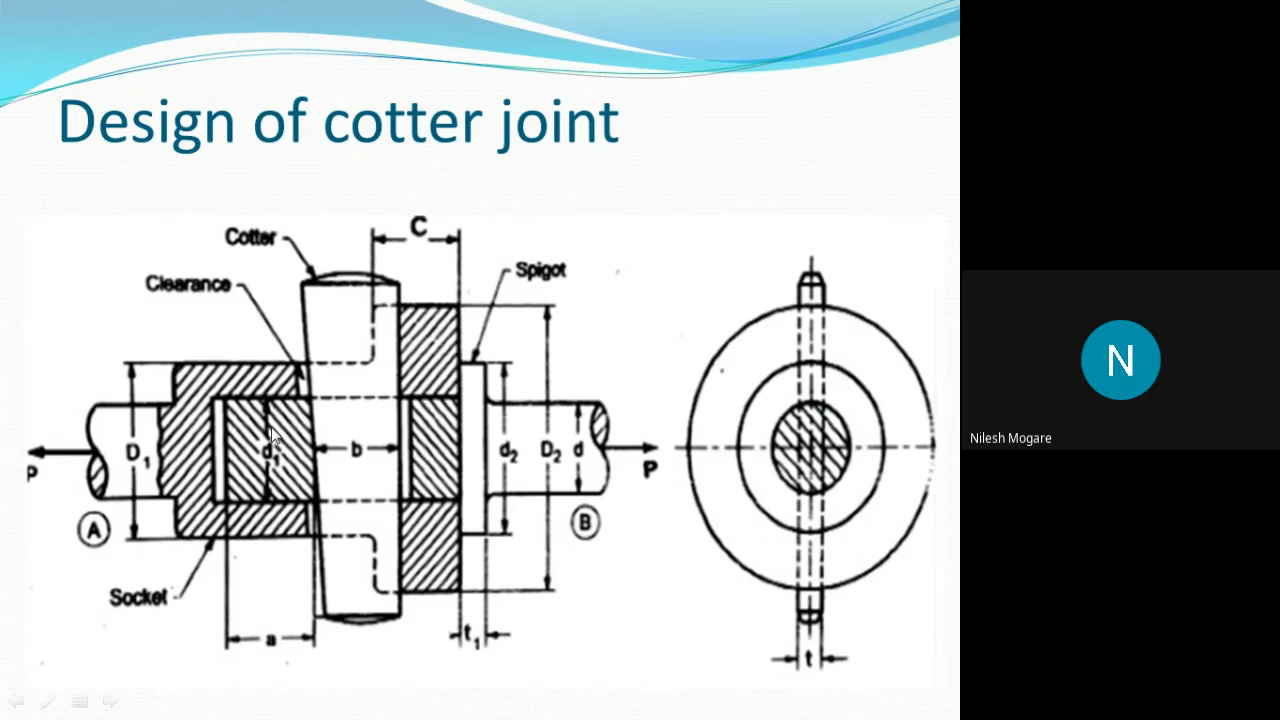 Design of cotter joint
C
Cotter
Spigot
Clearance
D1
d1
b
d2
D2
d
P
P
A
B
Socket
a
t1
t
N
Nilesh Mogare